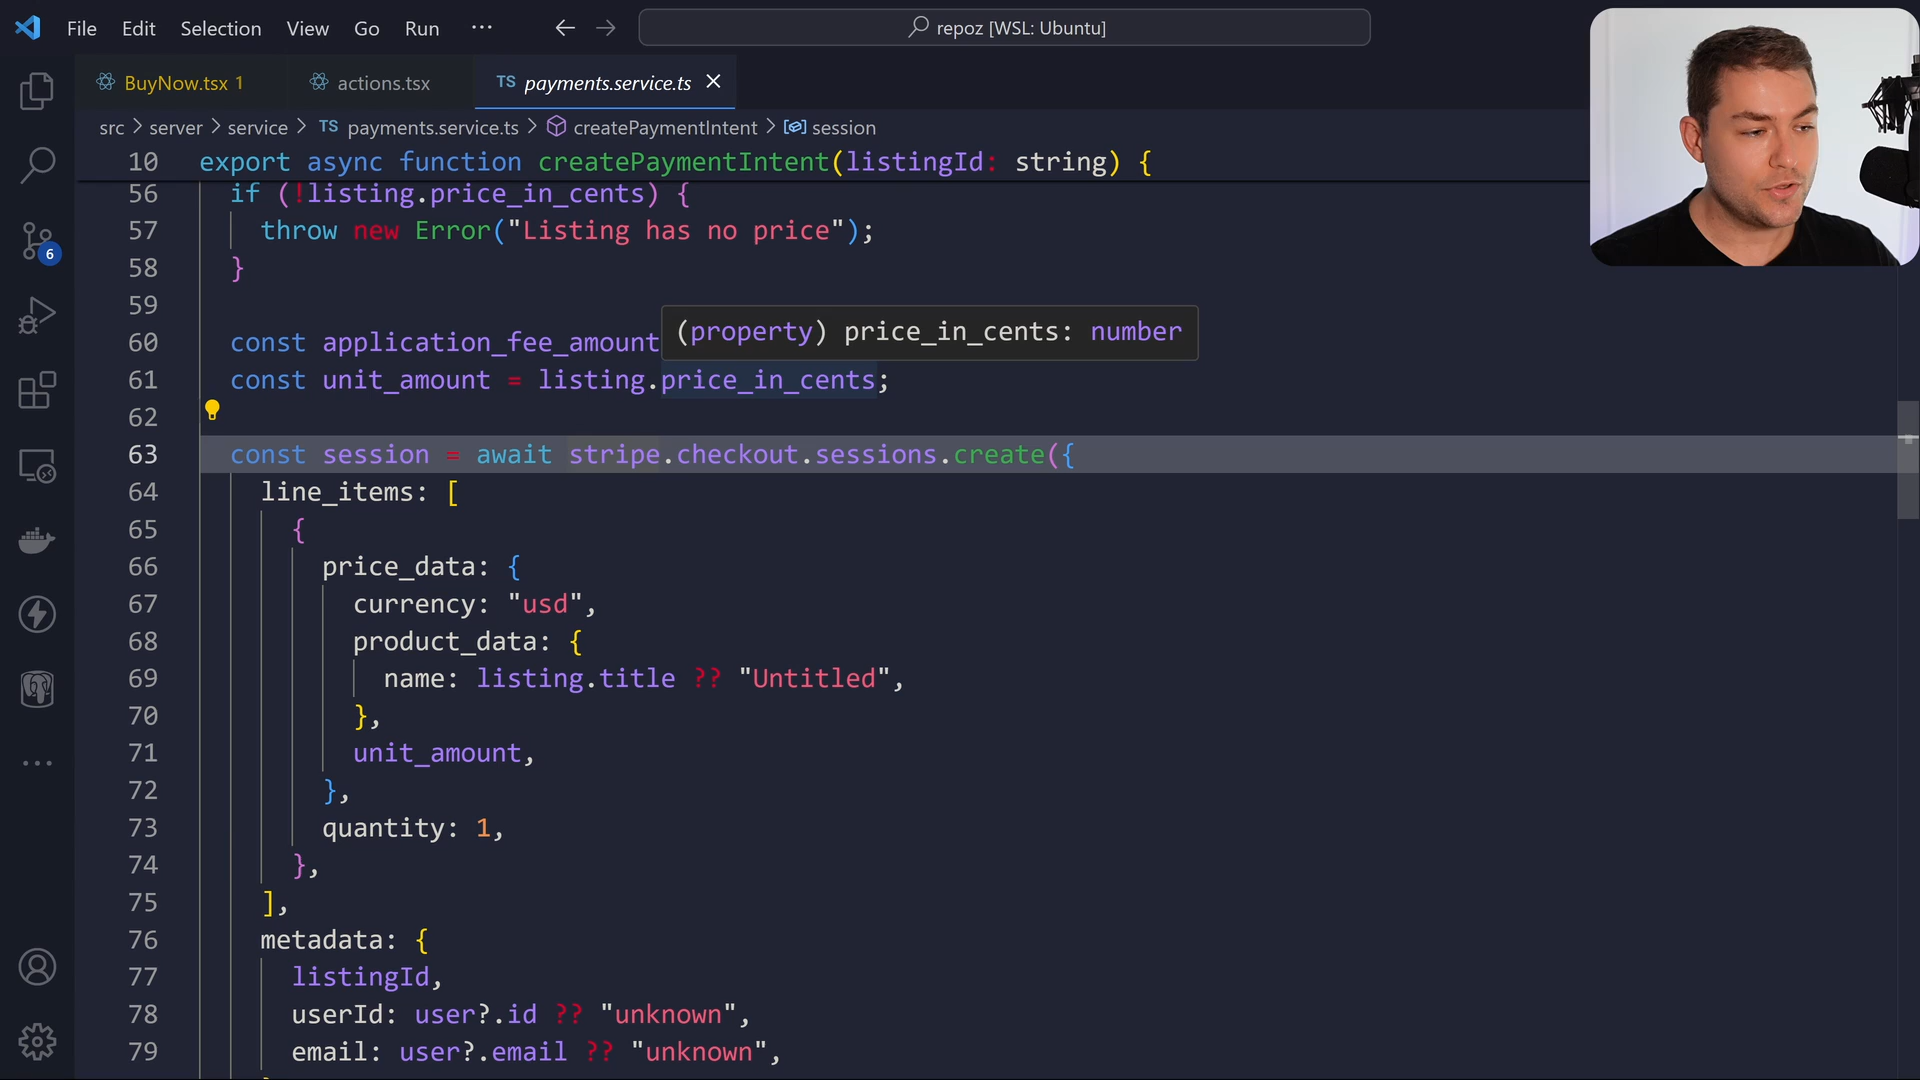 File Edit Selection View Go Run ···
repoz [WSL: Ubuntu]
BuyNow.tsx 1
actions.tsx
TS payments.service.ts
src > server > service > TS payments.service.ts > createPaymentIntent > session
10 export async function createPaymentIntent(listingId: string) {
56 if (!listing.price_in_cents) {
57 throw new Error("Listing has no price");
58 }
59
(property) price_in_cents: number
60 const application_fee_amount
61 const unit_amount = listing.price_in_cents;
62
63 const session = await stripe.checkout.sessions.create({
64 line_items: [
65 {
66 price_data: {
67 currency: "usd",
68 product_data: {
69 name: listing.title ?? "Untitled",
70 },
71 unit_amount,
72 },
73 quantity: 1,
74 },
75 ],
76 metadata: {
77 listingId,
78 userId: user?.id ?? "unknown",
79 email: user?.email ?? "unknown",
6